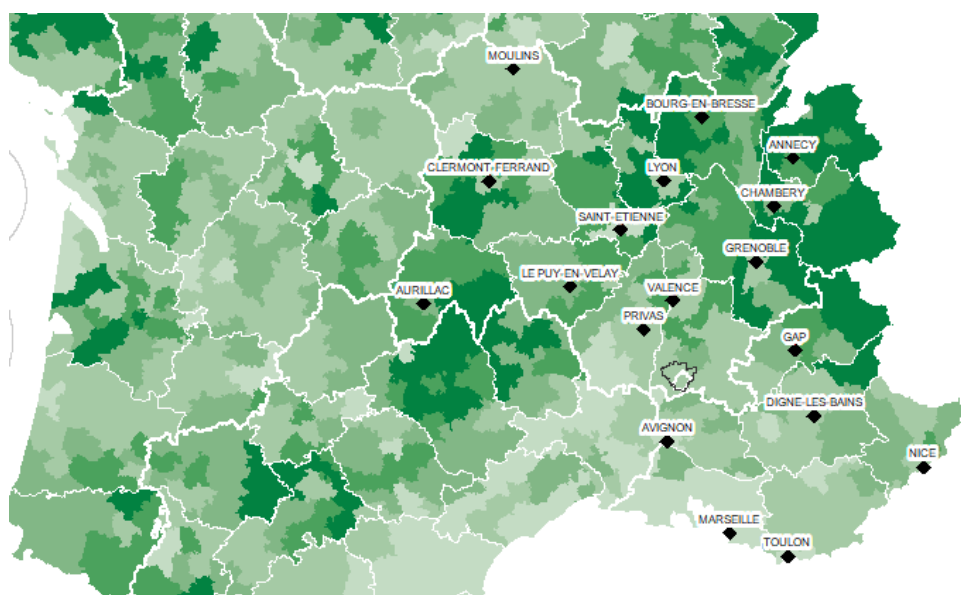 MOULINS
BOURG-EN-BRESSE
ANNECY
CLERMONT-FERRAND
LYON
CHAMBERY
SAINT-ETIENNE
GRENOBLE
LE PUY-EN-VELAY
AURILLAC
VALENCE
PRIVAS
GAP
DIGNE-LES-BAINS
AVIGNON
NICE
MARSEILLE
TOULON